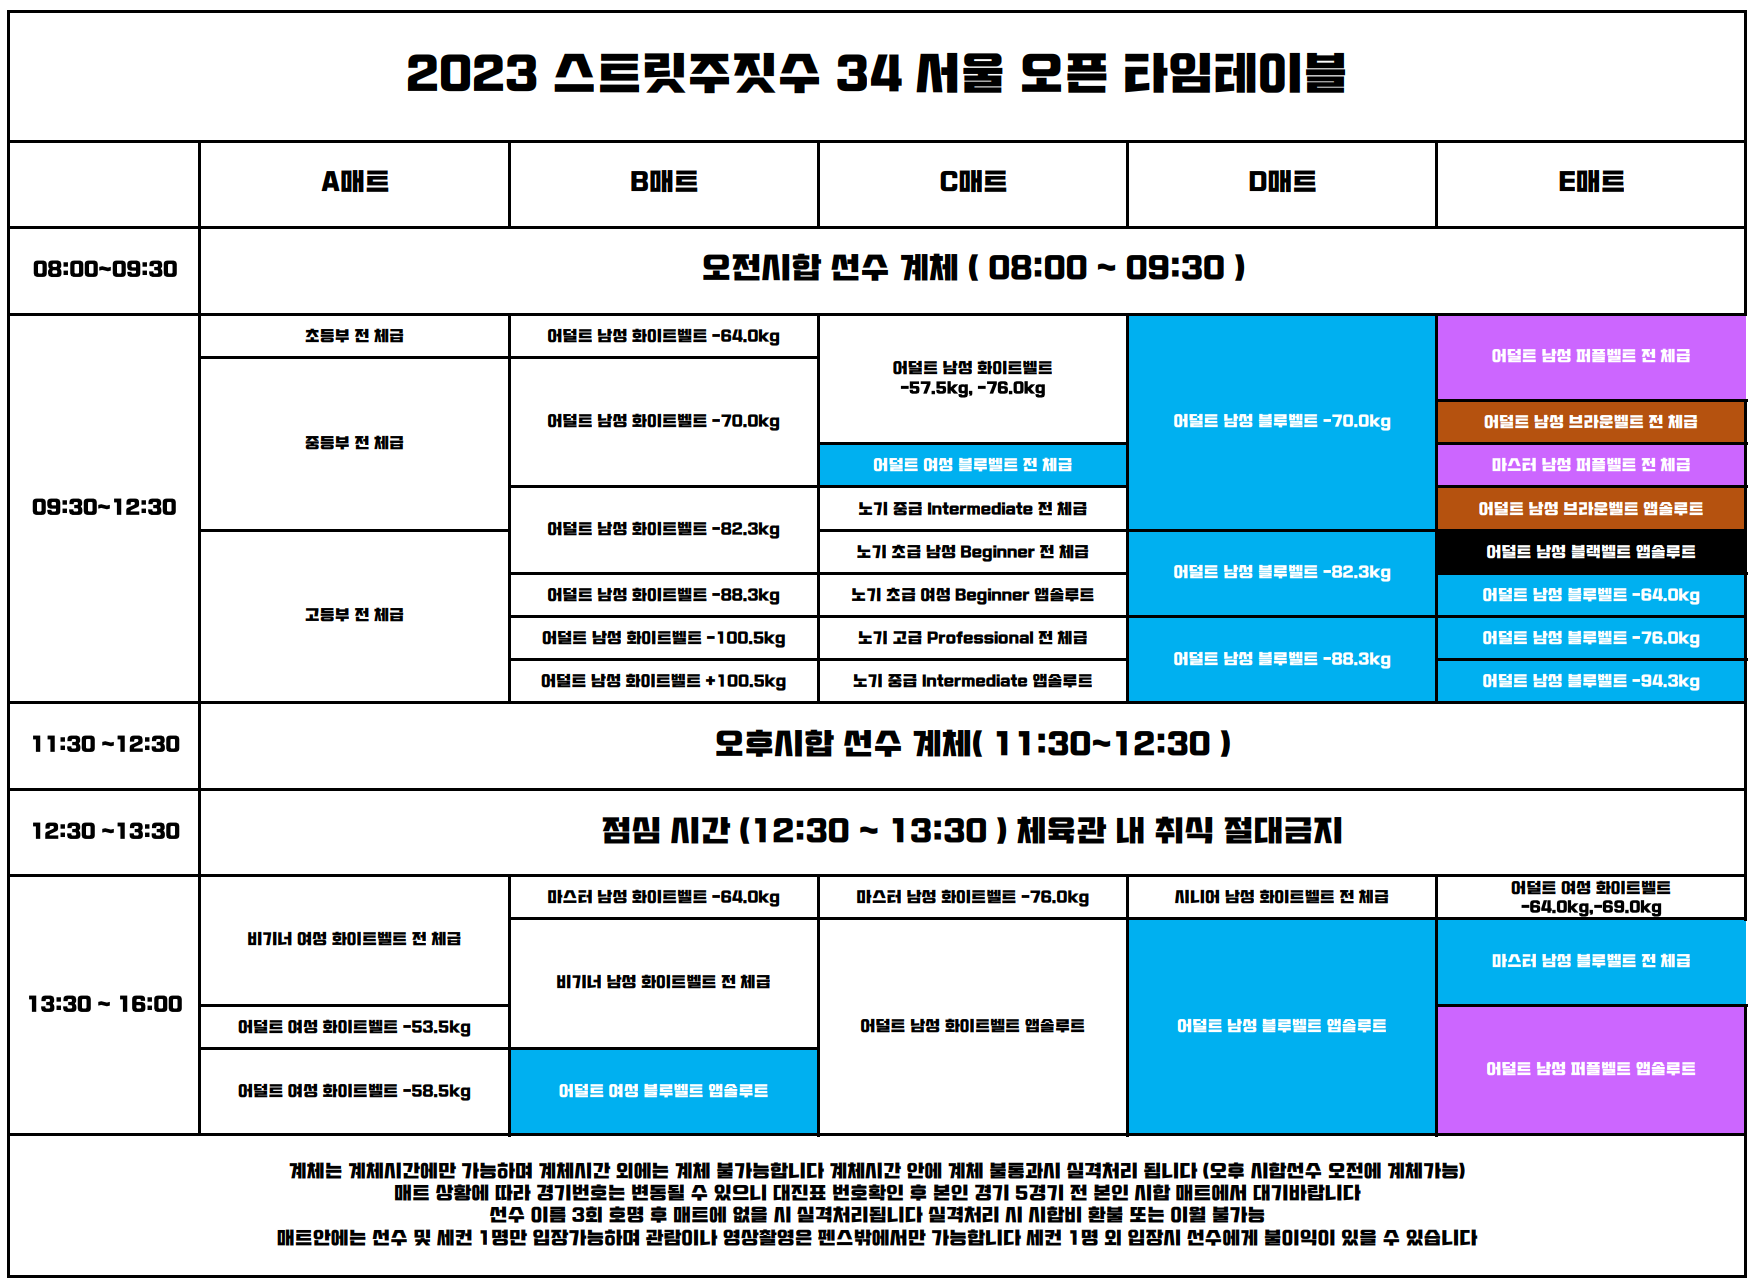 2023 스트릿주짓수 34 서울 오픈 타임테이블
A매트
B매트
C매트
D매트
E매트
08:00~09:30
오전시합 선수 계체 ( 08:00 ~ 09:30 )
09:30~12:30
초등부 전 체급
중등부 전 체급
고등부 전 체급
어덜트 남성 화이트벨트 -64.0kg
어덜트 남성 화이트벨트 -70.0kg
어덜트 남성 화이트벨트 -82.3kg
어덜트 남성 화이트벨트 -88.3kg
어덜트 남성 화이트벨트 -100.5kg
어덜트 남성 화이트벨트 +100.5kg
어덜트 남성 화이트벨트
-57.5kg, -76.0kg
어덜트 여성 블루벨트 전 체급
노기 중급 Intermediate 전 체급
노기 초급 남성 Beginner 전 체급
노기 초급 여성 Beginner 앱솔루트
노기 고급 Professional 전 체급
노기 중급 Intermediate 앱솔루트
어덜트 남성 블루벨트 -70.0kg
어덜트 남성 블루벨트 -82.3kg
어덜트 남성 블루벨트 -88.3kg
어덜트 남성 퍼플벨트 전 체급
어덜트 남성 브라운벨트 전 체급
마스터 남성 퍼플벨트 전 체급
어덜트 남성 브라운벨트 앱솔루트
어덜트 남성 블랙벨트 앱솔루트
어덜트 남성 블루벨트 -64.0kg
어덜트 남성 블루벨트 -76.0kg
어덜트 남성 블루벨트 -94.3kg
11:30 ~12:30
오후시합 선수 계체( 11:30~12:30 )
12:30 ~13:30
점심 시간 (12:30 ~ 13:30 ) 체육관 내 취식 절대금지
13:30 ~ 16:00
비기너 여성 화이트벨트 전 체급
어덜트 여성 화이트벨트 -53.5kg
어덜트 여성 화이트벨트 -58.5kg
마스터 남성 화이트벨트 -64.0kg
비기너 남성 화이트벨트 전 체급
어덜트 여성 블루벨트 앱솔루트
마스터 남성 화이트벨트 -76.0kg
어덜트 남성 화이트벨트 앱솔루트
시니어 남성 화이트벨트 전 체급
어덜트 남성 블루벨트 앱솔루트
어덜트 여성 화이트벨트
-64.0kg,-69.0kg
마스터 남성 블루벨트 전 체급
어덜트 남성 퍼플벨트 앱솔루트
계체는 계체시간에만 가능하며 계체시간 외에는 계체 불가능합니다 계체시간 안에 계체 불통과시 실격처리 됩니다 (오후 시합선수 오전에 계체가능)
매트 상황에 따라 경기번호는 변동될 수 있으니 대진표 번호확인 후 본인 경기 5경기 전 본인 시합 매트에서 대기바랍니다
선수 이름 3회 호명 후 매트에 없을 시 실격처리됩니다 실격처리 시 시합비 환불 또는 이월 불가능
매트안에는 선수 및 세컨 1명만 입장가능하며 관람이나 영상촬영은 펜스밖에서만 가능합니다 세컨 1명 외 입장시 선수에게 불이익이 있을 수 있습니다